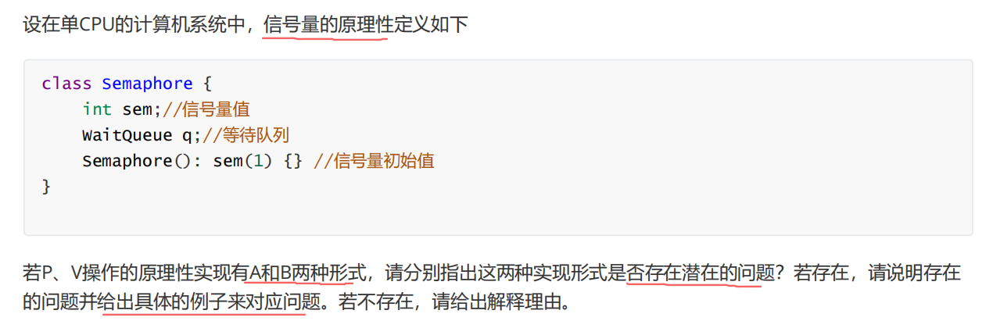 设在单CPU的计算机系统中，信号量的原理性定义如下
class Semaphore {
    int sem;//信号量值
    WaitQueue q;//等待队列
    Semaphore(): sem(1) {} //信号量初始值
}
若P、V操作的原理性实现有A和B两种形式，请分别指出这两种实现形式是否存在潜在的问题？若存在，请说明存在
的问题并给出具体的例子来对应问题。若不存在，请给出解释理由。